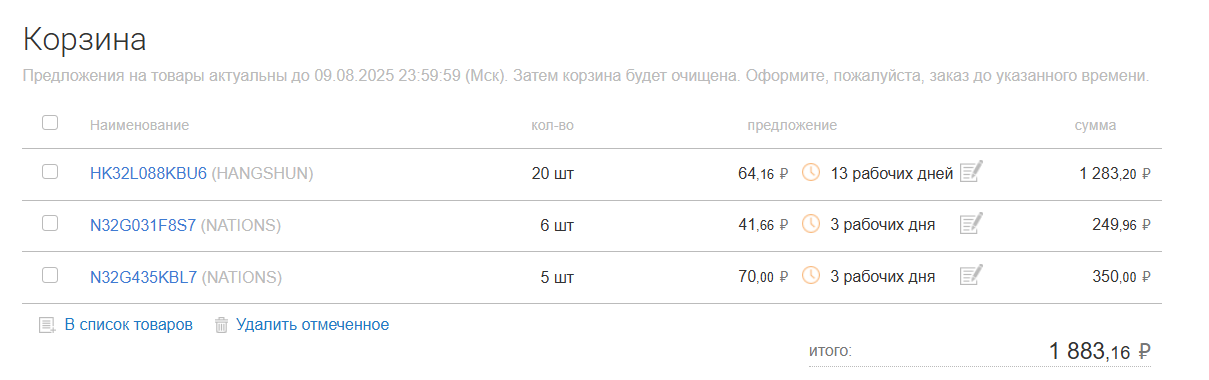 Корзина
Предложения на товары актуальны до 09.08.2025 23:59:59 (Мск). Затем корзина будет очищена. Оформите, пожалуйста, заказ до указанного времени.
Наименование кол-во предложение сумма
HK32L088KBU6 (HANGSHUN) 20 шт 64,16 ₽ 13 рабочих дней 1 283,20 ₽
N32G031F8S7 (NATIONS) 6 шт 41,66 ₽ 3 рабочих дня 249,96 ₽
N32G435KBL7 (NATIONS) 5 шт 70,00 ₽ 3 рабочих дня 350,00 ₽
В список товаров Удалить отмеченное
итого: 1 883,16 ₽